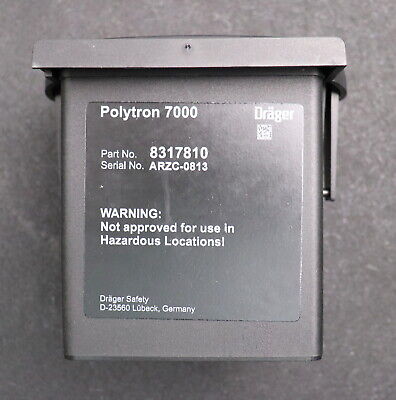 Polytron 7000 Dräger
Part No. 8317810
Serial No. ARZC-0813
WARNING:
Not approved for use in
Hazardous Locations!
Dräger Safety
D-23560 Lübeck, Germany